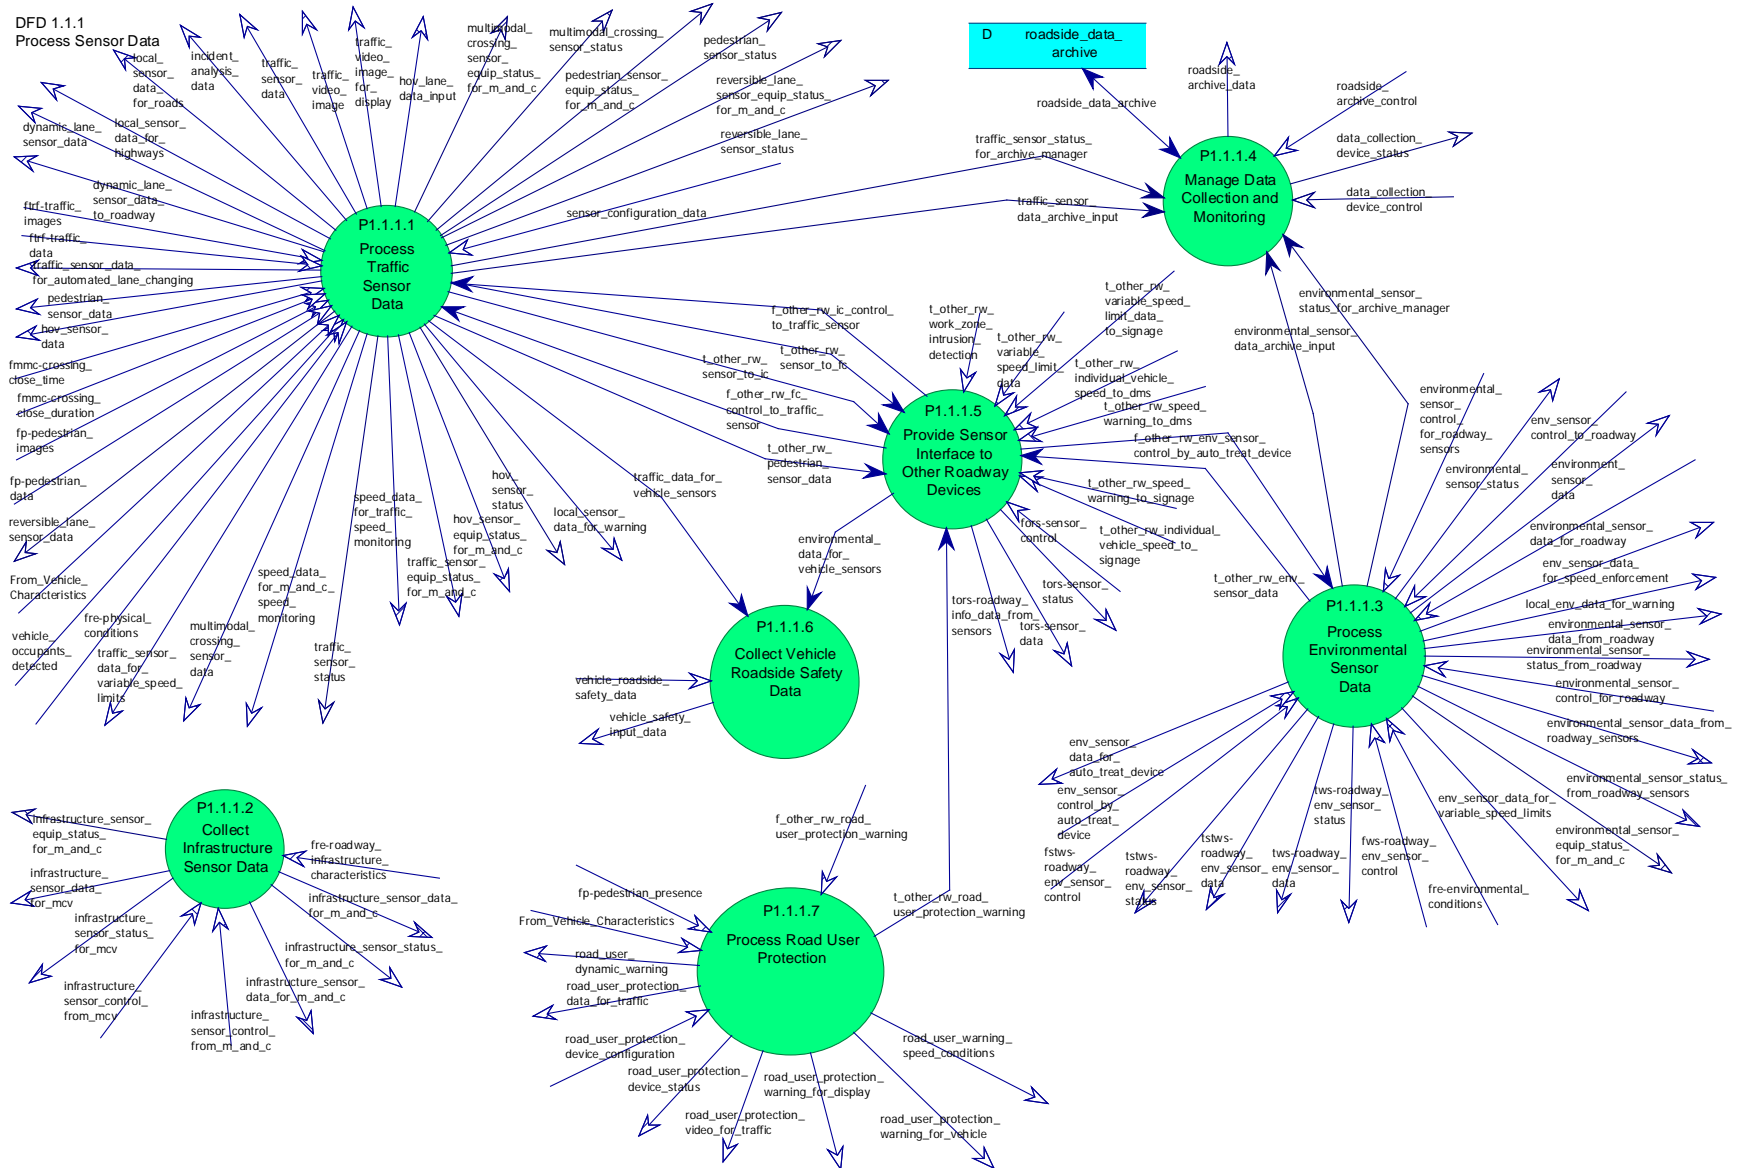 DFD 1.1.1
Process Sensor Data
local_
sensor_
data_
for_roads
incident_
analysis_
data
traffic_
sensor_
data
traffic_
video_
image
traffic_
video_
image_
for_
display
hov_lane_
data_input
multimodal_
crossing_
sensor_
equip_status_
for_m_and_c
multimodal_crossing_
sensor_status
pedestrian_sensor_
equip_status_
for_m_and_c
pedestrian_
sensor_status
reversible_lane_
sensor_equip_status_
for_m_and_c
reversible_lane_
sensor_status
dynamic_lane_
sensor_data
local_sensor_
data_for_
highways
dynamic_lane_
sensor_data_
to_roadway
ftrf-traffic_
images
ftrf-traffic_
data
traffic_sensor_data_
for_automated_lane_changing
pedestrian_
sensor_data
hov_sensor_
data
fmmc-crossing_
close_time
fmmc-crossing_
close_duration
fp-pedestrian_
images
fp-pedestrian_
data
reversible_lane_
sensor_data
From_Vehicle_
Characteristics
vehicle_
occupants_
detected
fre-physical_
conditions
traffic_sensor_
data_for_
variable_speed_
limits
multimodal_
crossing_
sensor_
data
speed_data_
for_m_and_c_
speed_
monitoring
traffic_
sensor_
status
speed_data_
for_traffic_
speed_
monitoring
traffic_sensor_
equip_status_
for_m_and_c
hov_sensor_
equip_status_
for_m_and_c
hov_
sensor_
status
local_sensor_
data_for_warning
traffic_data_for_
vehicle_sensors
P1.1.1.1
Process
Traffic
Sensor
Data
sensor_configuration_data
D roadside_data_
archive
roadside_data_archive
roadside_
archive_data
roadside_
archive_control
traffic_sensor_status_
for_archive_manager
traffic_sensor_
data_archive_input
data_collection_
device_status
data_collection_
device_control
P1.1.1.4
Manage Data
Collection and
Monitoring
environmental_sensor_
status_for_archive_manager
environmental_sensor_
data_archive_input
f_other_rw_ic_control_
to_traffic_sensor
t_other_rw_
sensor_to_fc
t_other_rw_
sensor_to_ic
f_other_rw_fc_
control_to_traffic_
sensor
t_other_rw_
pedestrian_
sensor_data
t_other_rw_
work_zone_
intrusion_
detection
t_other_rw_
variable_
speed_limit_
data
t_other_rw_
variable_speed_
limit_data_
to_signage
t_other_rw_
individual_vehicle_
speed_to_dms
t_other_rw_speed_
warning_to_dms
f_other_rw_env_sensor_
control_by_auto_treat_device
t_other_rw_speed_
warning_to_signage
t_other_rw_individual_
vehicle_speed_to_
signage
t_other_rw_env_
sensor_data
P1.1.1.5
Provide Sensor
Interface to
Other Roadway
Devices
environmental_
data_for_
vehicle_sensors
tors-roadway_
info_data_from_
sensors
tors-sensor_
data
tors-sensor_
status
fors-sensor_
control
P1.1.1.6
Collect Vehicle
Roadside Safety
Data
vehicle_roadside_
safety_data
vehicle_safety_
input_data
environmental_
sensor_
control_
for_roadway_
sensors
env_sensor_
control_to_roadway
environmental_
sensor_status
environment_
sensor_
data
environmental_sensor_
data_for_roadway
env_sensor_data_
for_speed_enforcement
local_env_data_for_warning
environmental_sensor_
data_from_roadway
environmental_sensor_
status_from_roadway
environmental_sensor_
control_for_roadway
environmental_sensor_data_from_
roadway_sensors
environmental_sensor_status_
from_roadway_sensors
environmental_sensor_
equip_status_
for_m_and_c
env_sensor_data_for_
variable_speed_limits
fre-environmental_
conditions
P1.1.1.3
Process
Environmental
Sensor
Data
env_sensor_
data_for_
auto_treat_device
env_sensor_
control_by_
auto_treat_
device
fstws-
roadway_
env_sensor_
control
tstws-
roadway_
env_sensor_
status
tstws-
roadway_
env_sensor_
data
tws-roadway_
env_sensor_
data
tws-roadway_
env_sensor_
status
fws-roadway_
env_sensor_
control
P1.1.1.2
Collect
Infrastructure
Sensor Data
infrastructure_sensor_
equip_status_
for_m_and_c
infrastructure_
sensor_data_
for_mcv
infrastructure_
sensor_status_
for_mcv
infrastructure_
sensor_control_
from_mcv
infrastructure_
sensor_control_
from_m_and_c
infrastructure_sensor_
data_for_m_and_c
infrastructure_sensor_status_
for_m_and_c
infrastructure_sensor_data_
for_m_and_c
fre-roadway_
infrastructure_
characteristics
f_other_rw_road_
user_protection_warning
t_other_rw_road_
user_protection_warning
fp-pedestrian_presence
From_Vehicle_Characteristics
road_user_
dynamic_warning
road_user_protection_
data_for_traffic
road_user_protection_
device_configuration
road_user_protection_
device_status
road_user_protection_
video_for_traffic
road_user_protection_
warning_for_display
road_user_protection_
warning_for_vehicle
road_user_warning_
speed_conditions
P1.1.1.7
Process Road User
Protection